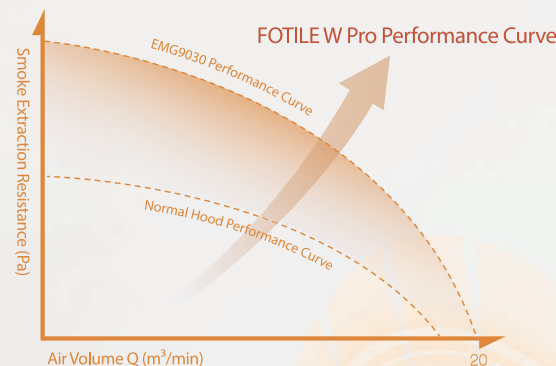 FOTILE W Pro Performance Curve
EMG9030 Performance Curve
Smoke Extraction Resistance (Pa)
Normal Hood Performance Curve
Air Volume Q (m³/min)
20